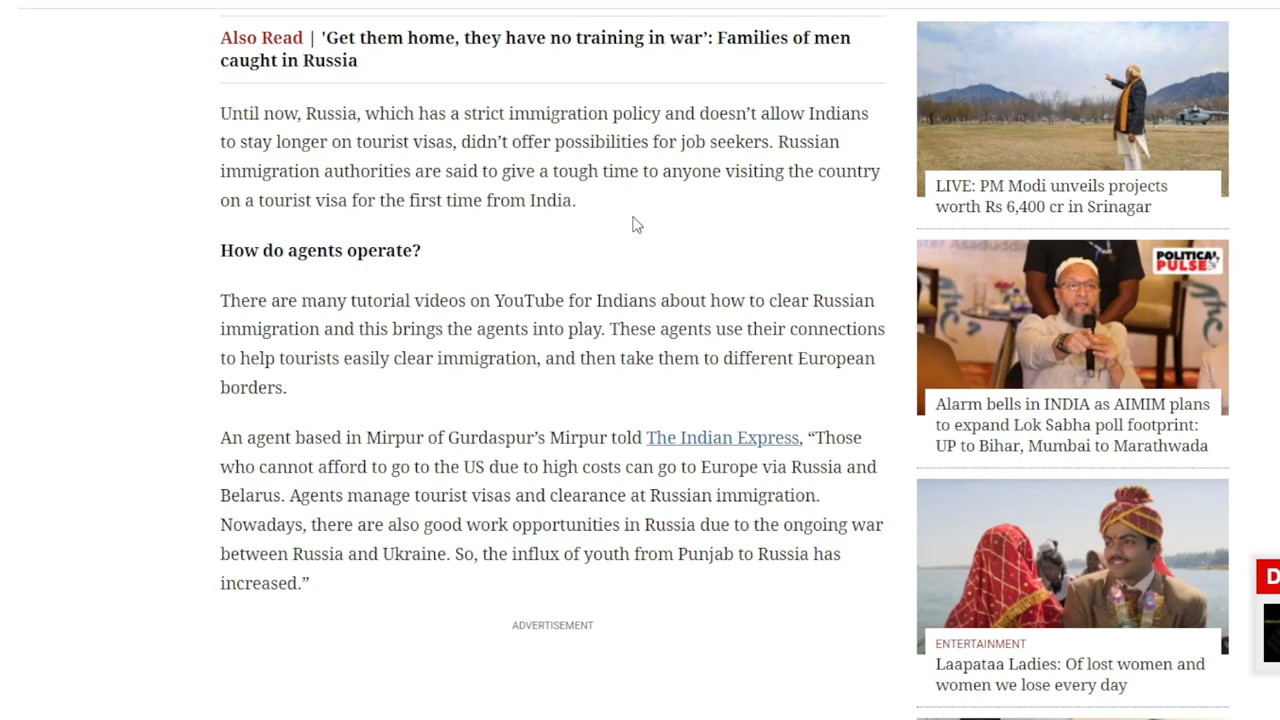 Also Read | 'Get them home, they have no training in war’: Families of men
caught in Russia
Until now, Russia, which has a strict immigration policy and doesn’t allow Indians
to stay longer on tourist visas, didn’t offer possibilities for job seekers. Russian
immigration authorities are said to give a tough time to anyone visiting the country
on a tourist visa for the first time from India.
How do agents operate?
There are many tutorial videos on YouTube for Indians about how to clear Russian
immigration and this brings the agents into play. These agents use their connections
to help tourists easily clear immigration, and then take them to different European
borders.
An agent based in Mirpur of Gurdaspur’s Mirpur told The Indian Express, “Those
who cannot afford to go to the US due to high costs can go to Europe via Russia and
Belarus. Agents manage tourist visas and clearance at Russian immigration.
Nowadays, there are also good work opportunities in Russia due to the ongoing war
between Russia and Ukraine. So, the influx of youth from Punjab to Russia has
increased.”
ADVERTISEMENT
LIVE: PM Modi unveils projects
worth Rs 6,400 cr in Srinagar
POLITICAL
PULSE
Alarm bells in INDIA as AIMIM plans
to expand Lok Sabha poll footprint:
UP to Bihar, Mumbai to Marathwada
ENTERTAINMENT
Laapataa Ladies: Of lost women and
women we lose every day